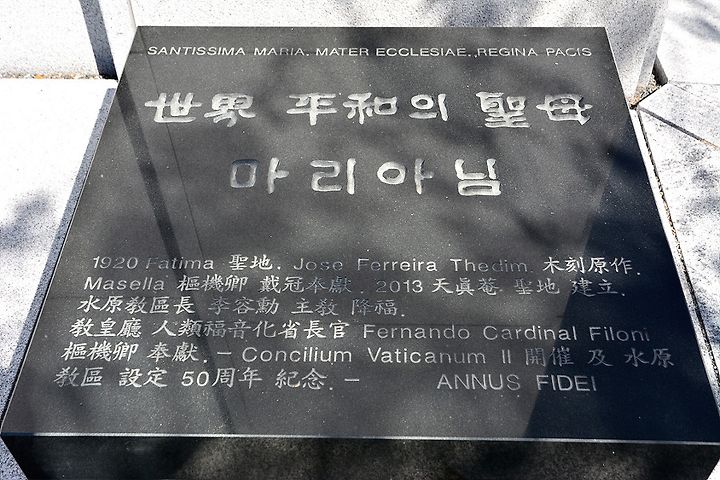 SANTISSIMA MARIA, MATER ECCLESIAE, REGINA PACIS
世界 平和의 聖母
마리아님
1920 Fatima 聖地, Jose Ferreira Thedim. 木刻原作.
Masella 樞機卿 戴冠奉獻. 2013 天眞菴 聖地 建立.
水原敎區長 李容勳 主敎 降福.
敎皇廳 人類福音化省長官 Fernando Cardinal Filoni
樞機卿 奉獻. - Concilium Vaticanum II 開催 及 水原
敎區 設定 50周年 紀念. - ANNUS FIDEI